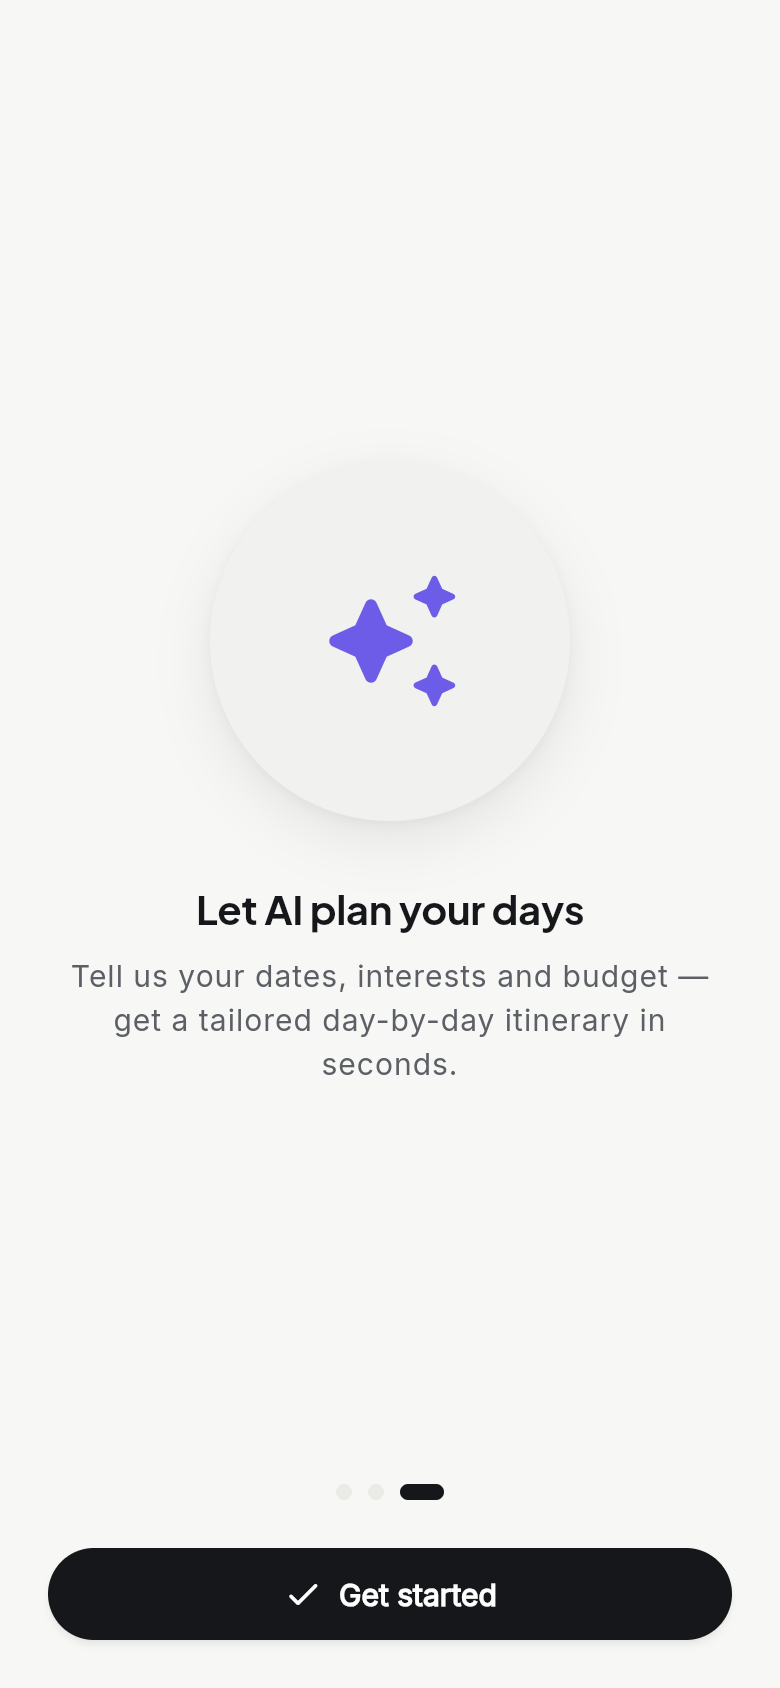 Let AI plan your days
Tell us your dates, interests and budget —
get a tailored day-by-day itinerary in
seconds.
Get started